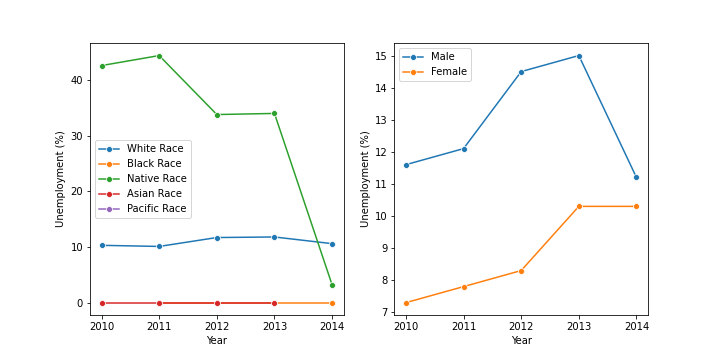 Unemployment (%)
40
30
20
10
0
White Race
Black Race
Native Race
Asian Race
Pacific Race
2010 2011 2012 2013 2014
Year
Unemployment (%)
15
14
13
12
11
10
9
8
7
Male
Female
2010 2011 2012 2013 2014
Year